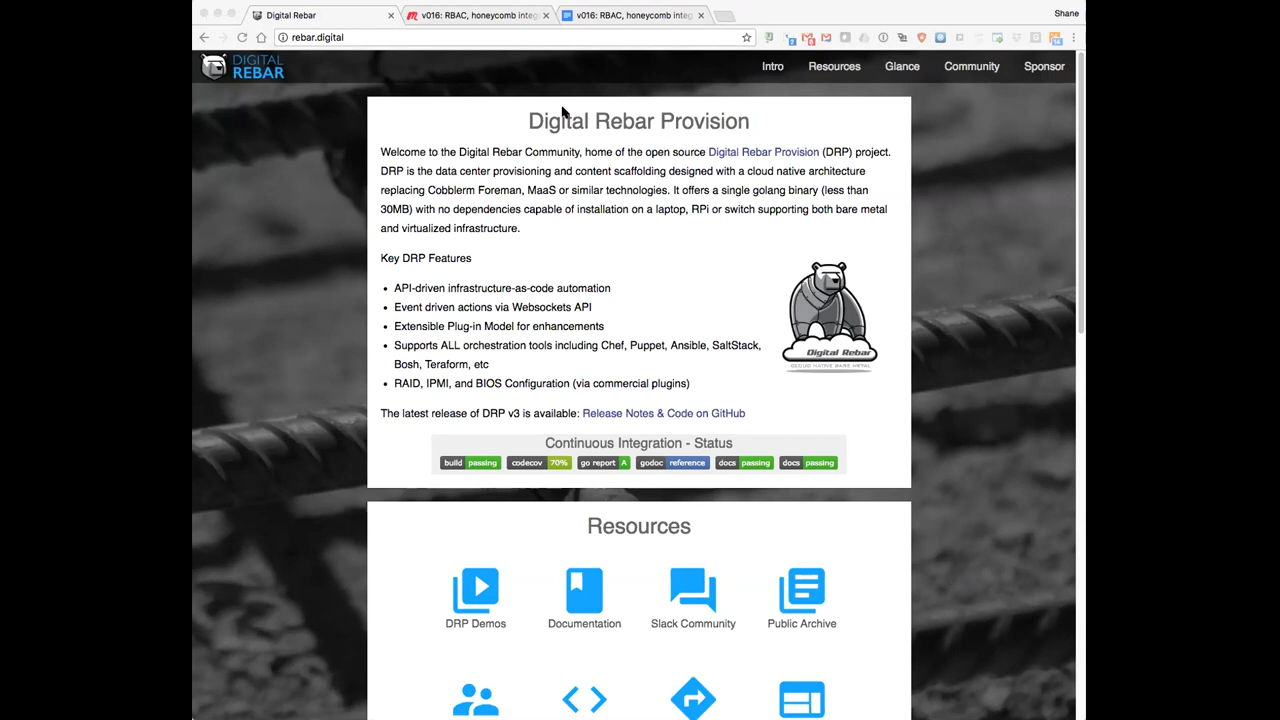 Digital Rebar
v016: RBAC, honeycomb integ
v016: RBAC, honeycomb integ
Shane
rebar.digital
DIGITAL
REBAR
Intro
Resources
Glance
Community
Sponsor
Digital Rebar Provision
Welcome to the Digital Rebar Community, home of the open source Digital Rebar Provision (DRP) project.
DRP is the data center provisioning and content scaffolding designed with a cloud native architecture
replacing Cobblerm Foreman, MaaS or similar technologies. It offers a single golang binary (less than
30MB) with no dependencies capable of installation on a laptop, RPi or switch supporting both bare metal
and virtualized infrastructure.
Key DRP Features
• API-driven infrastructure-as-code automation
• Event driven actions via Websockets API
• Extensible Plug-in Model for enhancements
• Supports ALL orchestration tools including Chef, Puppet, Ansible, SaltStack,
Bosh, Teraform, etc
• RAID, IPMI, and BIOS Configuration (via commercial plugins)
Digital Rebar
CLOUD NATIVE BARE METAL
The latest release of DRP v3 is available: Release Notes & Code on GitHub
Continuous Integration - Status
build passing
codecov 70%
go report A
godoc reference
docs passing
docs passing
Resources
DRP Demos
Documentation
Slack Community
Public Archive